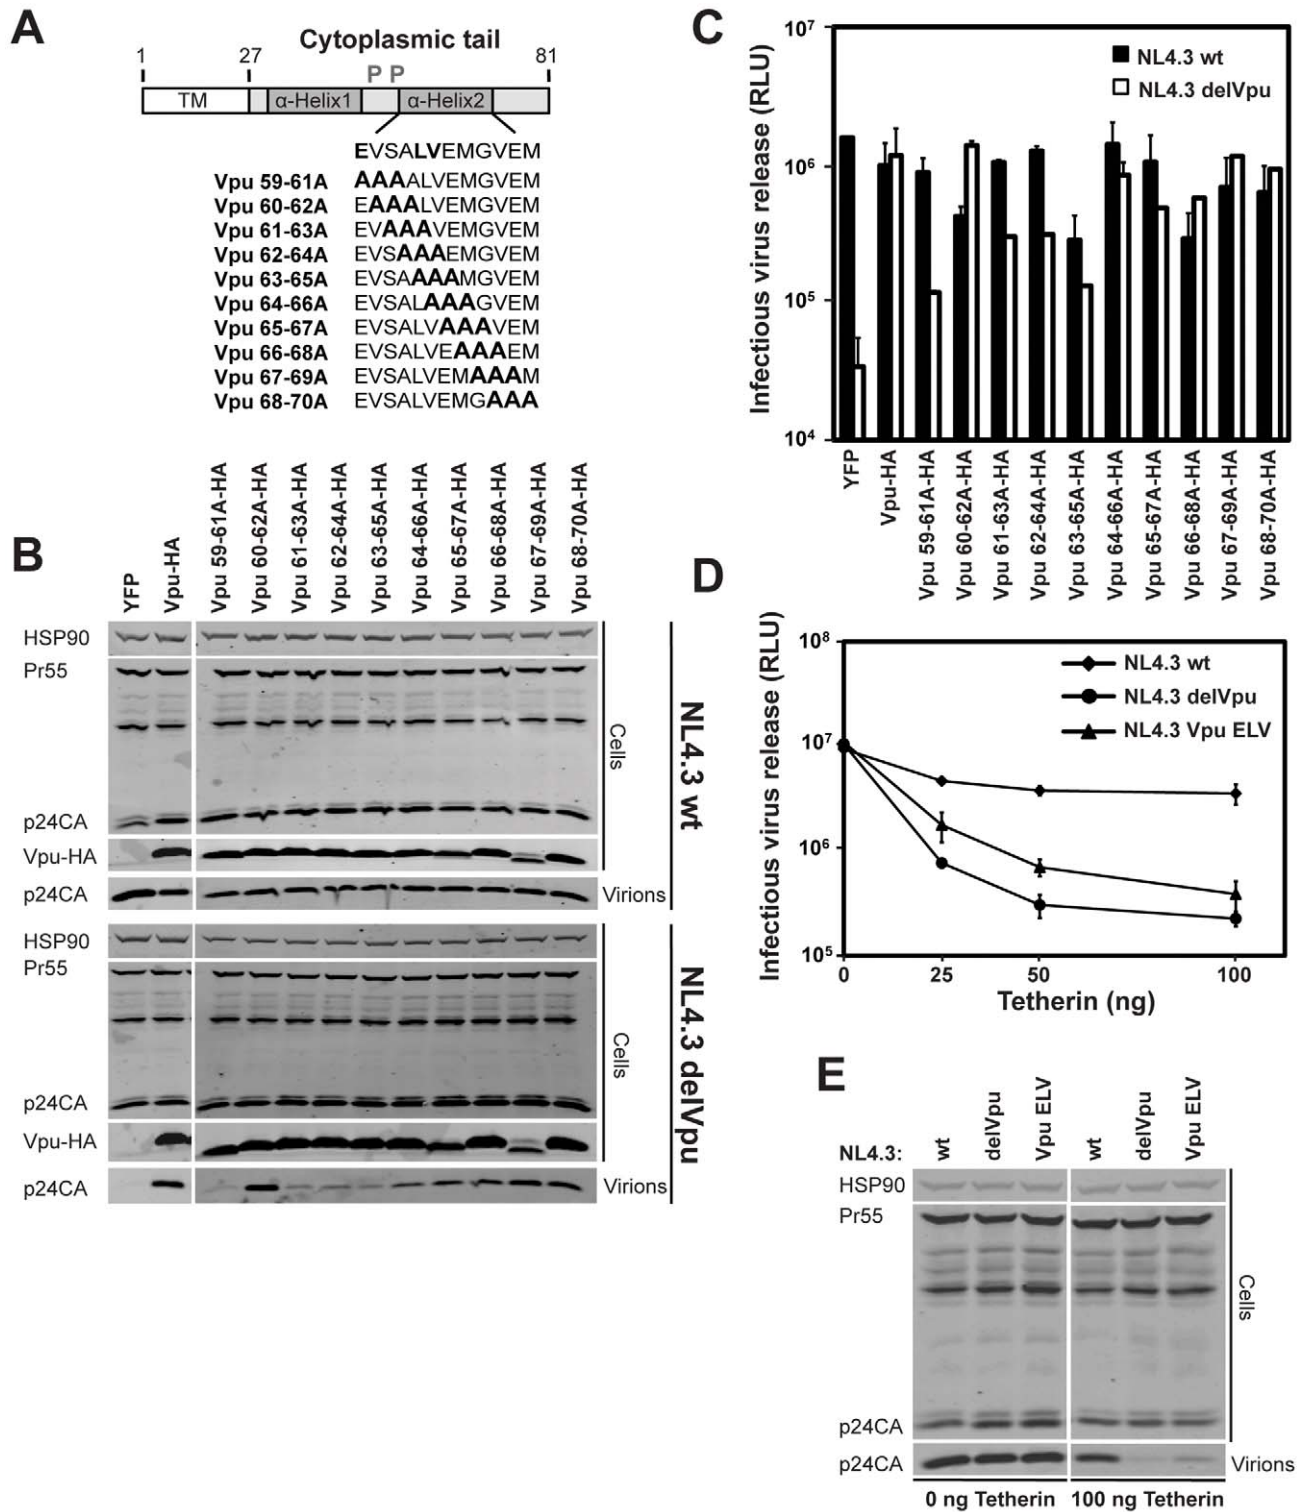 A
Cytoplasmic tail
1 27 81
P P
TM α-Helix1 α-Helix2
EVSALVEMGVEM
Vpu 59-61A AAAALVEMGVEM
Vpu 60-62A EAAALVEMGVEM
Vpu 61-63A EVAAAVEMGVEM
Vpu 62-64A EVSAAAEMGVEM
Vpu 63-65A EVSAAAAMGVEM
Vpu 64-66A EVSALAAAGVEM
Vpu 65-67A EVSALVAAAVEM
Vpu 66-68A EVSALVEAAAEM
Vpu 67-69A EVSALVEMAAAM
Vpu 68-70A EVSALVEMGAAA
B
YFP
Vpu-HA
Vpu 59-61A-HA
Vpu 60-62A-HA
Vpu 61-63A-HA
Vpu 62-64A-HA
Vpu 63-65A-HA
Vpu 64-66A-HA
Vpu 65-67A-HA
Vpu 66-68A-HA
Vpu 67-69A-HA
Vpu 68-70A-HA
HSP90
Pr55
p24CA
Vpu-HA
p24CA
Cells
Virions
NL4.3 wt
HSP90
Pr55
p24CA
Vpu-HA
p24CA
Cells
Virions
NL4.3 delVpu
C
Infectious virus release (RLU)
10⁷
10⁶
10⁵
10⁴
NL4.3 wt
NL4.3 delVpu
YFP
Vpu-HA
Vpu 59-61A-HA
Vpu 60-62A-HA
Vpu 61-63A-HA
Vpu 62-64A-HA
Vpu 63-65A-HA
Vpu 64-66A-HA
Vpu 65-67A-HA
Vpu 66-68A-HA
Vpu 67-69A-HA
Vpu 68-70A-HA
D
Infectious virus release (RLU)
10⁸
10⁷
10⁶
10⁵
NL4.3 wt
NL4.3 delVpu
NL4.3 Vpu ELV
0 25 50 100
Tetherin (ng)
E
NL4.3: wt delVpu Vpu ELV wt delVpu Vpu ELV
HSP90
Pr55
p24CA
Cells
p24CA
Virions
0 ng Tetherin 100 ng Tetherin